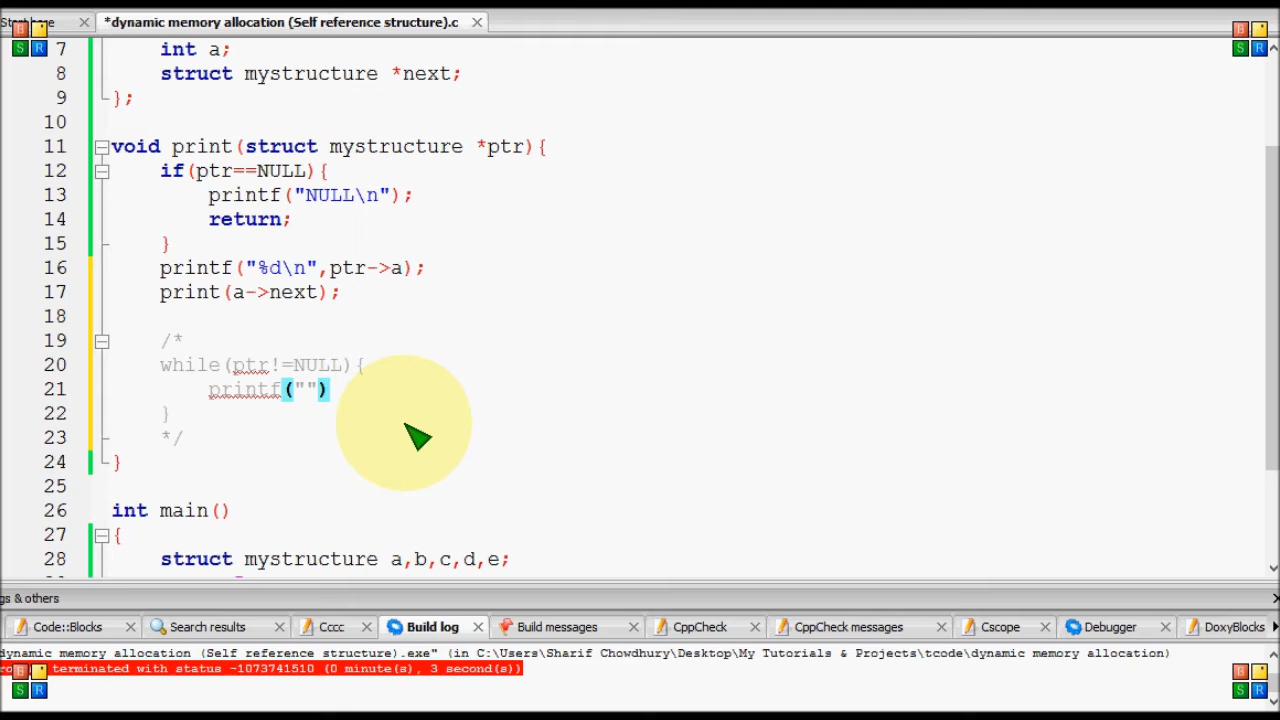 Start here *dynamic memory allocation (Self reference structure).c
B
S R
B
S R
7 int a;
8 struct mystructure *next;
9 };
10
11 void print(struct mystructure *ptr){
12 if(ptr==NULL){
13 printf("NULL\n");
14 return;
15 }
16 printf("%d\n",ptr->a);
17 print(a->next);
18
19 /*
20 while(ptr!=NULL){
21 printf("")
22 }
23 */
24 }
25
26 int main()
27 {
28 struct mystructure a,b,c,d,e;
gs & others
Code::Blocks Search results Cccc Build log Build messages CppCheck CppCheck messages Cscope Debugger DoxyBlocks
dynamic memory allocation (Self reference structure).exe" (in C:\Users\Sharif Chowdhury\Desktop\My Tutorials & Projects\tcode\dynamic memory allocation)
terminated with status -1073741510 (0 minute(s), 3 second(s))
B
S R
B
S R